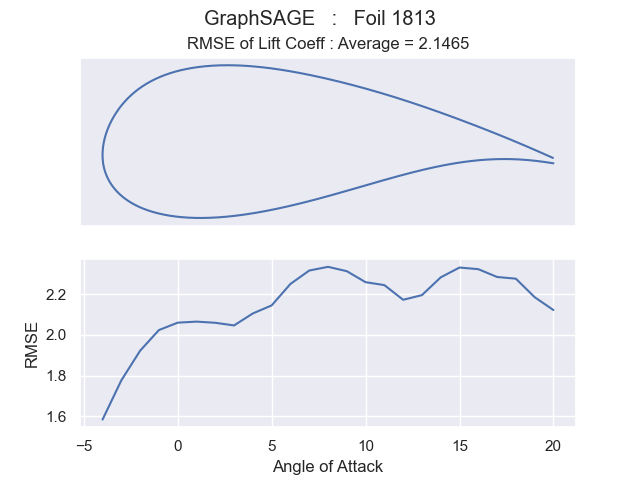 GraphSAGE : Foil 1813
RMSE of Lift Coeff : Average = 2.1465
2.2
2.0
1.8
1.6
RMSE
−5 0 5 10 15 20
Angle of Attack